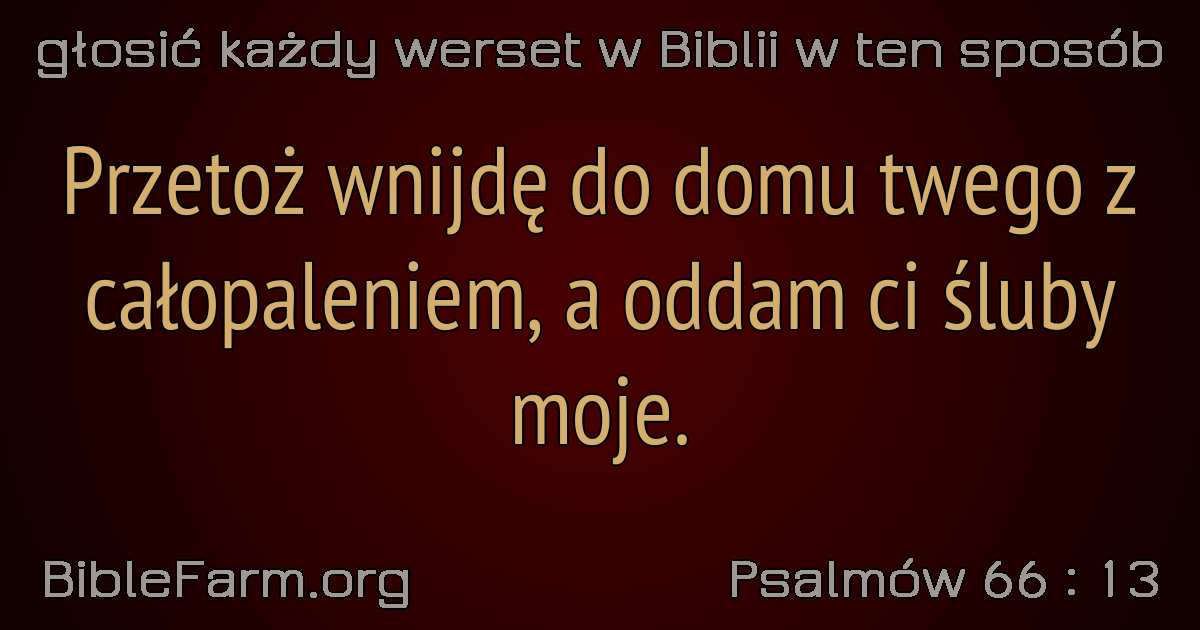 głosić każdy werset w Biblii w ten sposób
Przetoż wnijdę do domu twego z
całopaleniem, a oddam ci śluby
moje.
BibleFarm.org
Psalmów 66 : 13